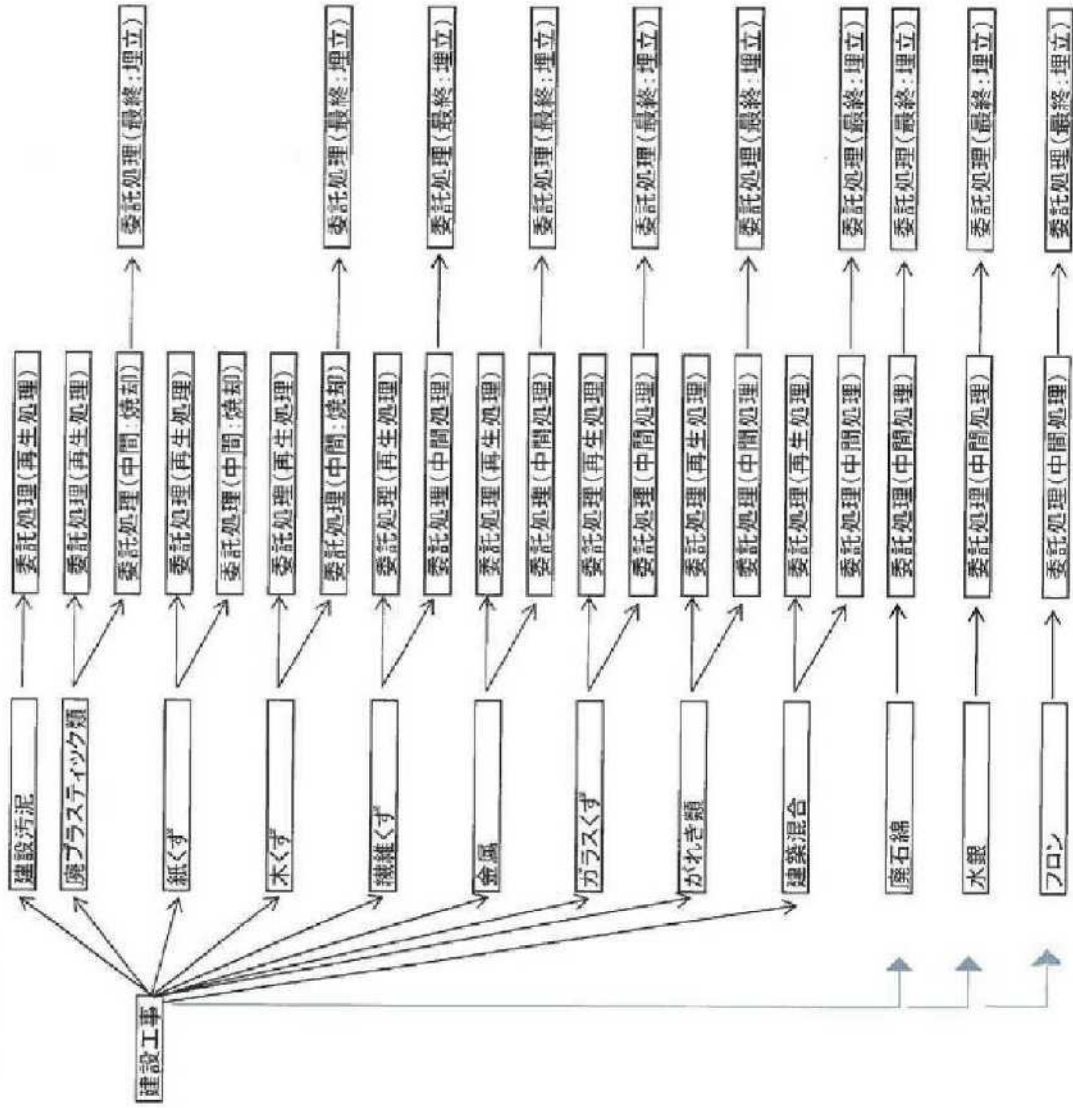 建設工事
建設汚泥
廃プラスティック類
紙くず
木くず
繊維くず
金属
ガラスくず
がれき類
建築混合
廃石綿
水銀
フロン
委託処理(再生処理)
委託処理(再生処理)
委託処理(中間:焼却)
委託処理(再生処理)
委託処理(中間:焼却)
委託処理(再生処理)
委託処理(中間:焼却)
委託処理(再生処理)
委託処理(中間処理)
委託処理(再生処理)
委託処理(中間処理)
委託処理(再生処理)
委託処理(中間処理)
委託処理(再生処理)
委託処理(中間処理)
委託処理(再生処理)
委託処理(中間処理)
委託処理(中間処理)
委託処理(中間処理)
委託処理(中間処理)
委託処理(最終:埋立)
委託処理(最終:埋立)
委託処理(最終:埋立)
委託処理(最終:埋立)
委託処理(最終:埋立)
委託処理(最終:埋立)
委託処理(最終:埋立)
委託処理(最終:埋立)
委託処理(最終:埋立)
委託処理(最終:埋立)